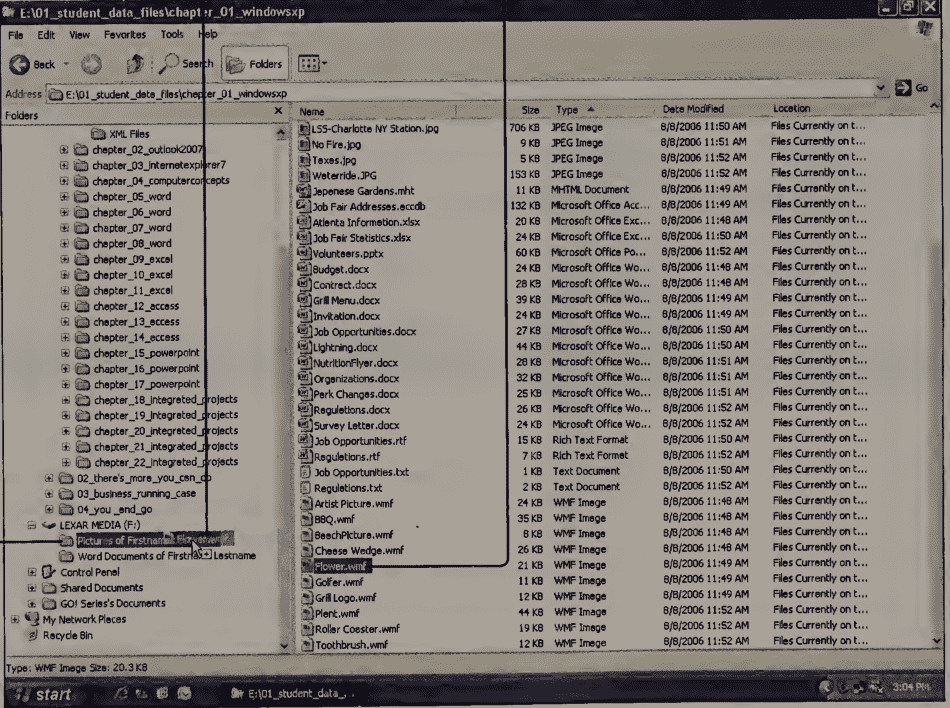 E:\01_student_data_files\chapter_01_windowsxp
File Edit View Favorites Tools Help
Back Search Folders
Address E:\01_student_data_files\chapter_01_windowsxp Go
Folders
XML Files
chapter_02_outlook2007
chapter_03_internetexplorer7
chapter_04_computerconcepts
chapter_05_word
chapter_06_word
chapter_07_word
chapter_08_word
chapter_09_excel
chapter_10_excel
chapter_11_excel
chapter_12_access
chapter_13_access
chapter_14_access
chapter_15_powerpoint
chapter_16_powerpoint
chapter_17_powerpoint
chapter_18_integrated_projects
chapter_19_integrated_projects
chapter_20_integrated_projects
chapter_21_integrated_projects
chapter_22_integrated_projects
02_there's_more_you_can_do
03_business_running_case
04_you_and_go
LEXAR MEDIA (F:)
Pictures of Firstname Flower.wmf
Word Documents of Firstname Lastname
Control Panel
Shared Documents
GO! Series's Documents
My Network Places
Recycle Bin
Name Size Type Date Modified Location
LSS-Charlotte NY Station.jpg 706 KB JPEG Image 8/8/2006 11:50 AM Files Currently on t...
No Fire.jpg 9 KB JPEG Image 8/8/2006 11:51 AM Files Currently on t...
Texas.jpg 5 KB JPEG Image 8/8/2006 11:52 AM Files Currently on t...
Waterride.JPG 153 KB JPEG Image 8/8/2006 11:52 AM Files Currently on t...
Japanese Gardens.mht 11 KB MHTML Document 8/8/2006 11:49 AM Files Currently on t...
Job Fair Addresses.accdb 132 KB Microsoft Office Acc... 8/8/2006 11:49 AM Files Currently on t...
Atlanta Information.xlsx 20 KB Microsoft Office Exc... 8/8/2006 11:48 AM Files Currently on t...
Job Fair Statistics.xlsx 24 KB Microsoft Office Exc... 8/8/2006 11:50 AM Files Currently on t...
Volunteers.pptx 60 KB Microsoft Office Po... 8/8/2006 11:52 AM Files Currently on t...
Budget.docx 24 KB Microsoft Office Wo... 8/8/2006 11:48 AM Files Currently on t...
Contract.docx 28 KB Microsoft Office Wo... 8/8/2006 11:48 AM Files Currently on t...
Grill Menu.docx 39 KB Microsoft Office Wo... 8/8/2006 11:49 AM Files Currently on t...
Invitation.docx 24 KB Microsoft Office Wo... 8/8/2006 11:49 AM Files Currently on t...
Job Opportunities.docx 27 KB Microsoft Office Wo... 8/8/2006 11:50 AM Files Currently on t...
Lightning.docx 44 KB Microsoft Office Wo... 8/8/2006 11:50 AM Files Currently on t...
NutritionFlyer.docx 28 KB Microsoft Office Wo... 8/8/2006 11:51 AM Files Currently on t...
Organizations.docx 32 KB Microsoft Office Wo... 8/8/2006 11:51 AM Files Currently on t...
Park Changes.docx 25 KB Microsoft Office Wo... 8/8/2006 11:51 AM Files Currently on t...
Regulations.docx 26 KB Microsoft Office Wo... 8/8/2006 11:52 AM Files Currently on t...
Survey Letter.docx 24 KB Microsoft Office Wo... 8/8/2006 11:52 AM Files Currently on t...
Job Opportunities.rtf 15 KB Rich Text Format 8/8/2006 11:50 AM Files Currently on t...
Regulations.rtf 7 KB Rich Text Format 8/8/2006 11:52 AM Files Currently on t...
Job Opportunities.txt 1 KB Text Document 8/8/2006 11:50 AM Files Currently on t...
Regulations.txt 2 KB Text Document 8/8/2006 11:52 AM Files Currently on t...
Artist Picture.wmf 24 KB WMF Image 8/8/2006 11:48 AM Files Currently on t...
BBQ.wmf 35 KB WMF Image 8/8/2006 11:48 AM Files Currently on t...
BeachPicture.wmf 8 KB WMF Image 8/8/2006 11:48 AM Files Currently on t...
Cheese Wedge.wmf 26 KB WMF Image 8/8/2006 11:48 AM Files Currently on t...
Flower.wmf 21 KB WMF Image 8/8/2006 11:49 AM Files Currently on t...
Golfer.wmf 11 KB WMF Image 8/8/2006 11:49 AM Files Currently on t...
Grill Logo.wmf 12 KB WMF Image 8/8/2006 11:49 AM Files Currently on t...
Plant.wmf 44 KB WMF Image 8/8/2006 11:52 AM Files Currently on t...
Roller Coaster.wmf 19 KB WMF Image 8/8/2006 11:52 AM Files Currently on t...
Toothbrush.wmf 12 KB WMF Image 8/8/2006 11:52 AM Files Currently on t...
Type: WMF Image Size: 20.3 KB
start E:\01_student_data_... 3:04 PM